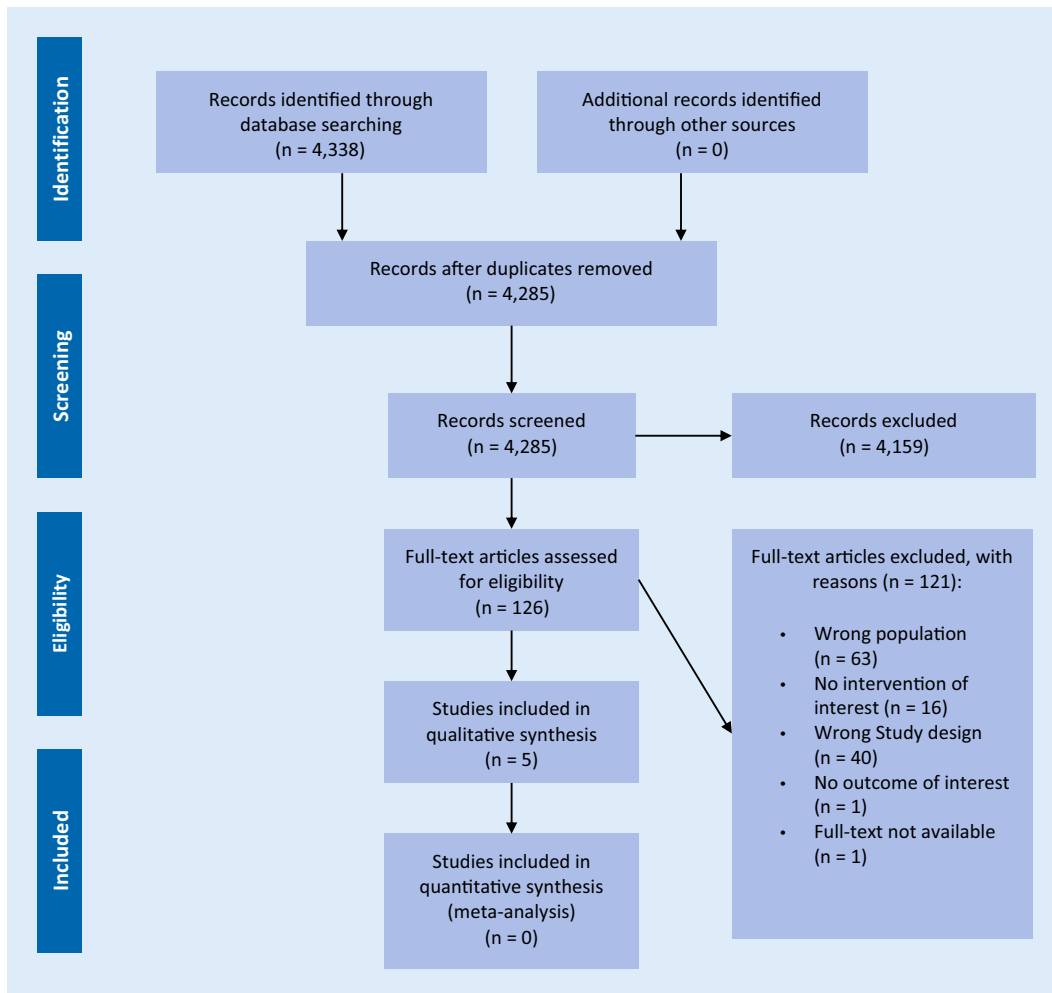 Identification
Records identified through
database searching
(n = 4,338)
Additional records identified
through other sources
(n = 0)
Records after duplicates removed
(n = 4,285)
Screening
Records screened
(n = 4,285)
Records excluded
(n = 4,159)
Eligibility
Full-text articles assessed
for eligibility
(n = 126)
Full-text articles excluded, with
reasons (n = 121):
• Wrong population
(n = 63)
• No intervention of
interest (n = 16)
• Wrong Study design
(n = 40)
• No outcome of interest
(n = 1)
• Full-text not available
(n = 1)
Studies included in
qualitative synthesis
(n = 5)
Included
Studies included in
quantitative synthesis
(meta-analysis)
(n = 0)